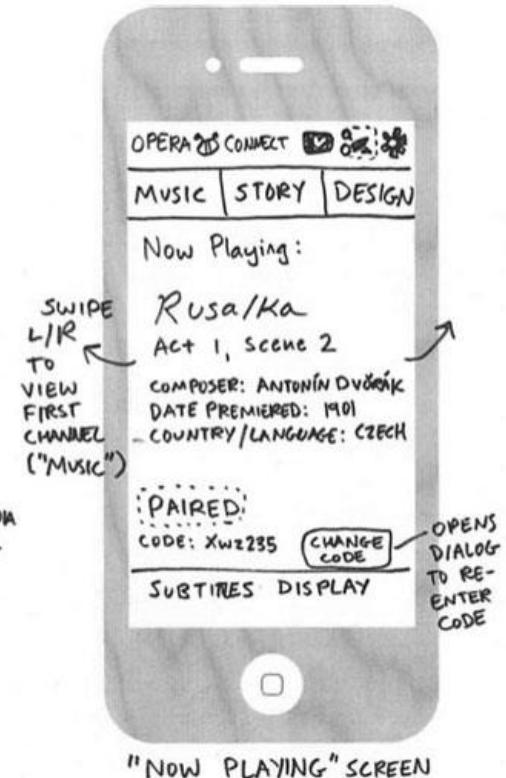 OPERA CONNECT
MUSIC STORY DESIGN
Now Playing:
Rusalka
Act 1, Scene 2
COMPOSER: ANTONÍN DVOŘÁK
DATE PREMIERED: 1901
COUNTRY/LANGUAGE: CZECH
PAIRED
CODE: XWZ235
CHANGE
CODE
SUBTITLES DISPLAY
SWIPE
L/R
TO
VIEW
FIRST
CHANNEL
("MUSIC")
OPENS
DIALOG
TO RE-
ENTER
CODE
"NOW PLAYING" SCREEN